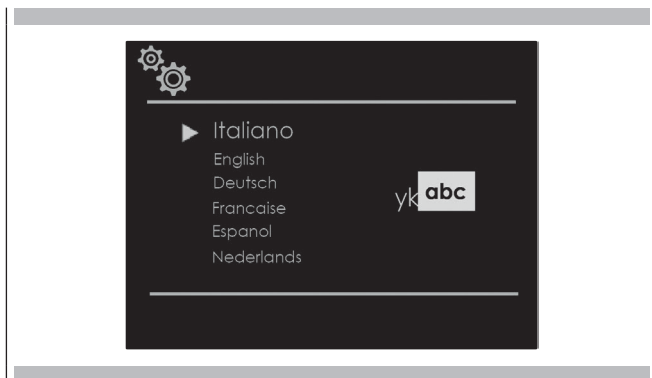 Italiano
English
Deutsch
Francaise
Espanol
Nederlands
yk abc